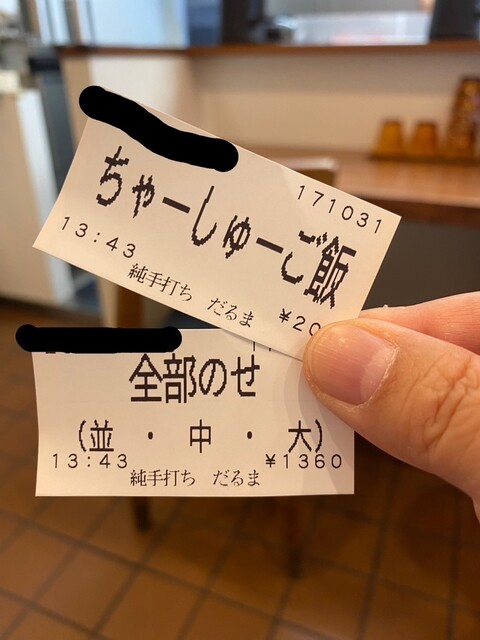 171031
ちゃーしゅーご飯
13:43
純手打ち だるま ¥20
全部のせ
(並・中・大)
13:43 ¥1360
純手打ち だるま